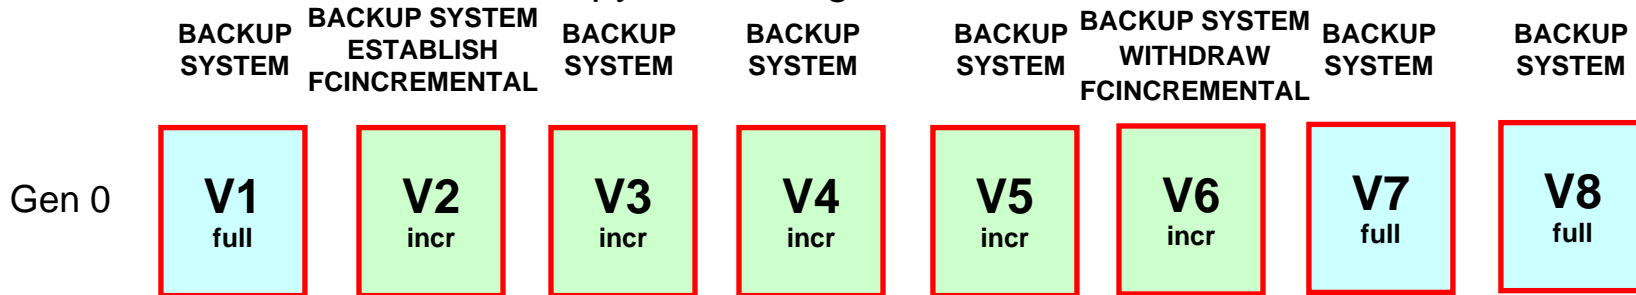 BACKUP
SYSTEM
BACKUP SYSTEM
ESTABLISH
FCINCREMENTAL
BACKUP
SYSTEM
BACKUP
SYSTEM
BACKUP
SYSTEM
BACKUP SYSTEM
WITHDRAW
FCINCREMENTAL
BACKUP
SYSTEM
BACKUP
SYSTEM
Gen 0
V1
full
V2
incr
V3
incr
V4
incr
V5
incr
V6
incr
V7
full
V8
full